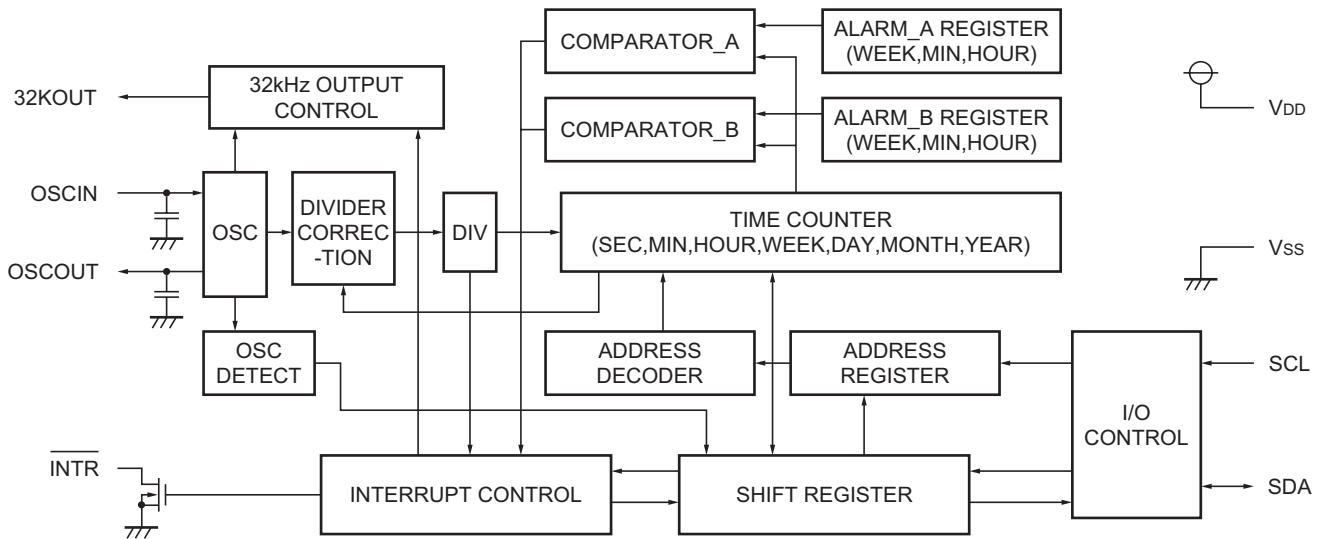 COMPARATOR_A
ALARM_A REGISTER
(WEEK,MIN,HOUR)
32KOUT
32kHz OUTPUT
CONTROL
VDD
COMPARATOR_B
ALARM_B REGISTER
(WEEK,MIN,HOUR)
OSCIN
OSC
DIVIDER
CORREC
-TION
DIV
TIME COUNTER
(SEC,MIN,HOUR,WEEK,DAY,MONTH,YEAR)
VSS
OSCOUT
OSC
DETECT
ADDRESS
DECODER
ADDRESS
REGISTER
I/O
CONTROL
SCL
INTR
INTERRUPT CONTROL
SHIFT REGISTER
SDA